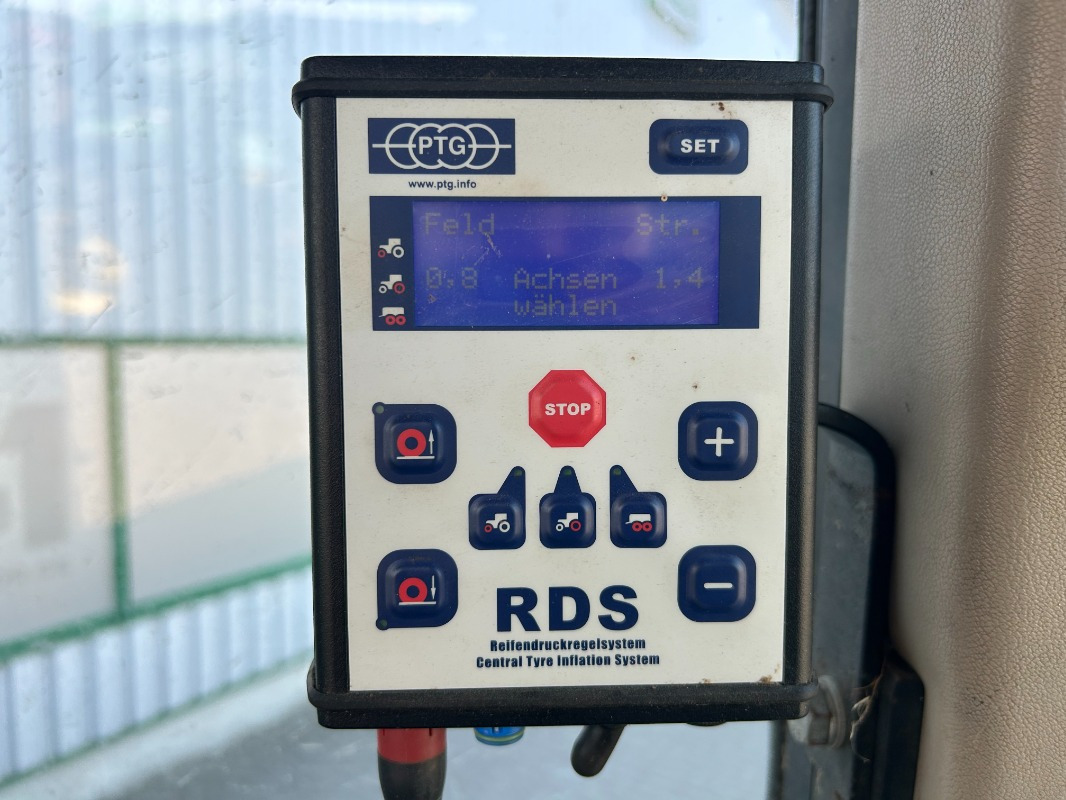 PTG
www.ptg.info
SET
Feld Str.
0,8 Achsen 1,4
wählen
STOP
+
−
RDS
Reifendruckregelsystem
Central Tyre Inflation System